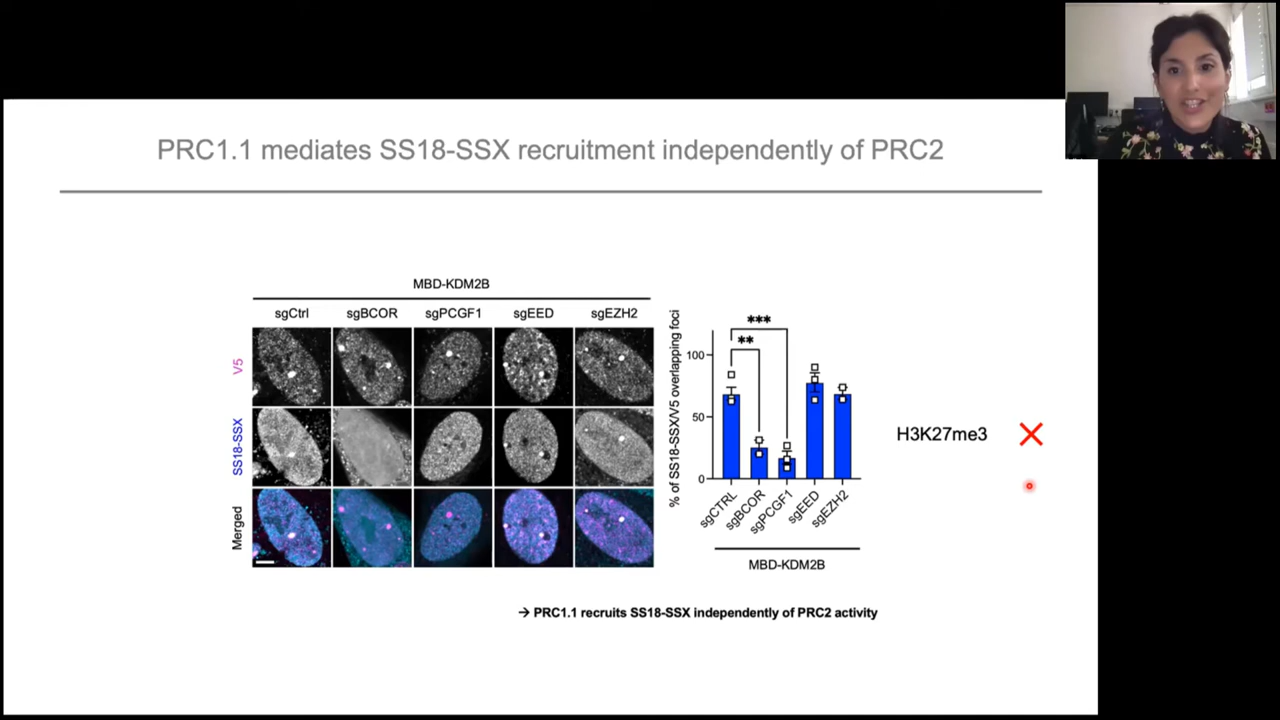 PRC1.1 mediates SS18-SSX recruitment independently of PRC2
MBD-KDM2B
sgCtrl sgBCOR sgPCGF1 sgEED sgEZH2
V5
SS18-SSX
Merged
% of SS18-SSX/V5 overlapping foci
***
**
100
50
0
sgCTRL sgBCOR sgPCGF1 sgEED sgEZH2
MBD-KDM2B
H3K27me3
→ PRC1.1 recruits SS18-SSX independently of PRC2 activity